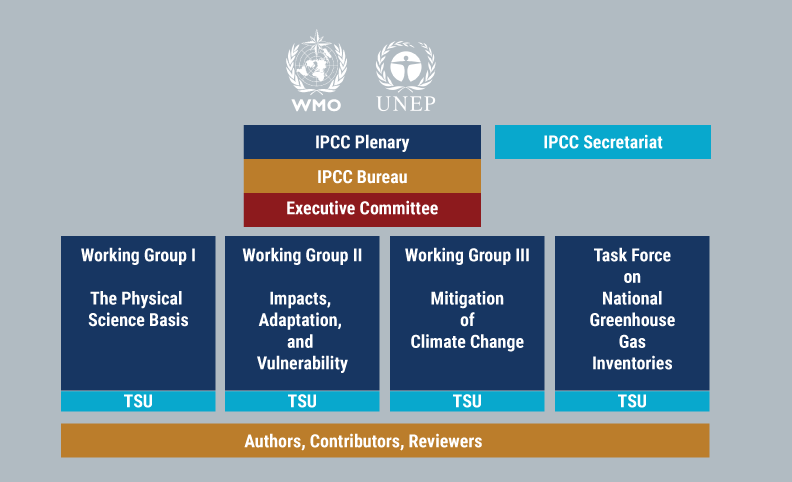 WMO
UNEP
IPCC Plenary
IPCC Secretariat
IPCC Bureau
Executive Committee
Working Group I
The Physical
Science Basis
TSU
Working Group II
Impacts,
Adaptation,
and
Vulnerability
TSU
Working Group III
Mitigation
of
Climate Change
TSU
Task Force
on
National
Greenhouse
Gas
Inventories
TSU
Authors, Contributors, Reviewers